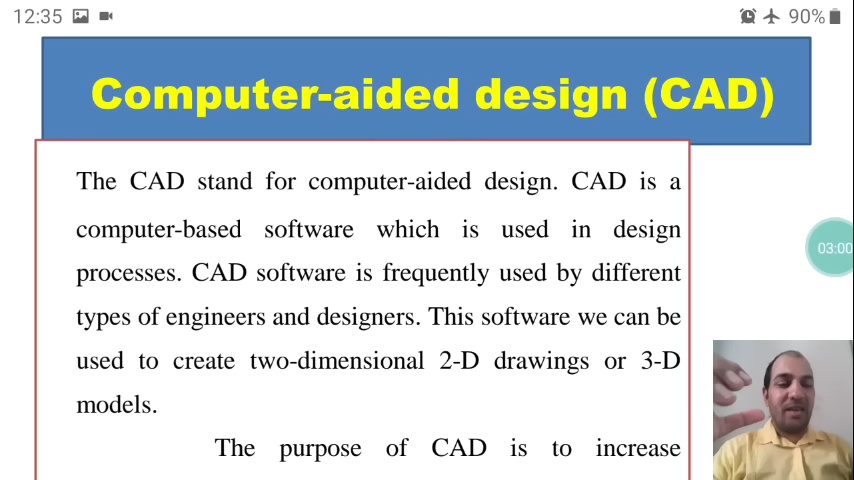 12:35
90%
Computer-aided design (CAD)
The CAD stand for computer-aided design. CAD is a
computer-based software which is used in design
processes. CAD software is frequently used by different
types of engineers and designers. This software we can be
used to create two-dimensional 2-D drawings or 3-D
models.
The purpose of CAD is to increase
03:00